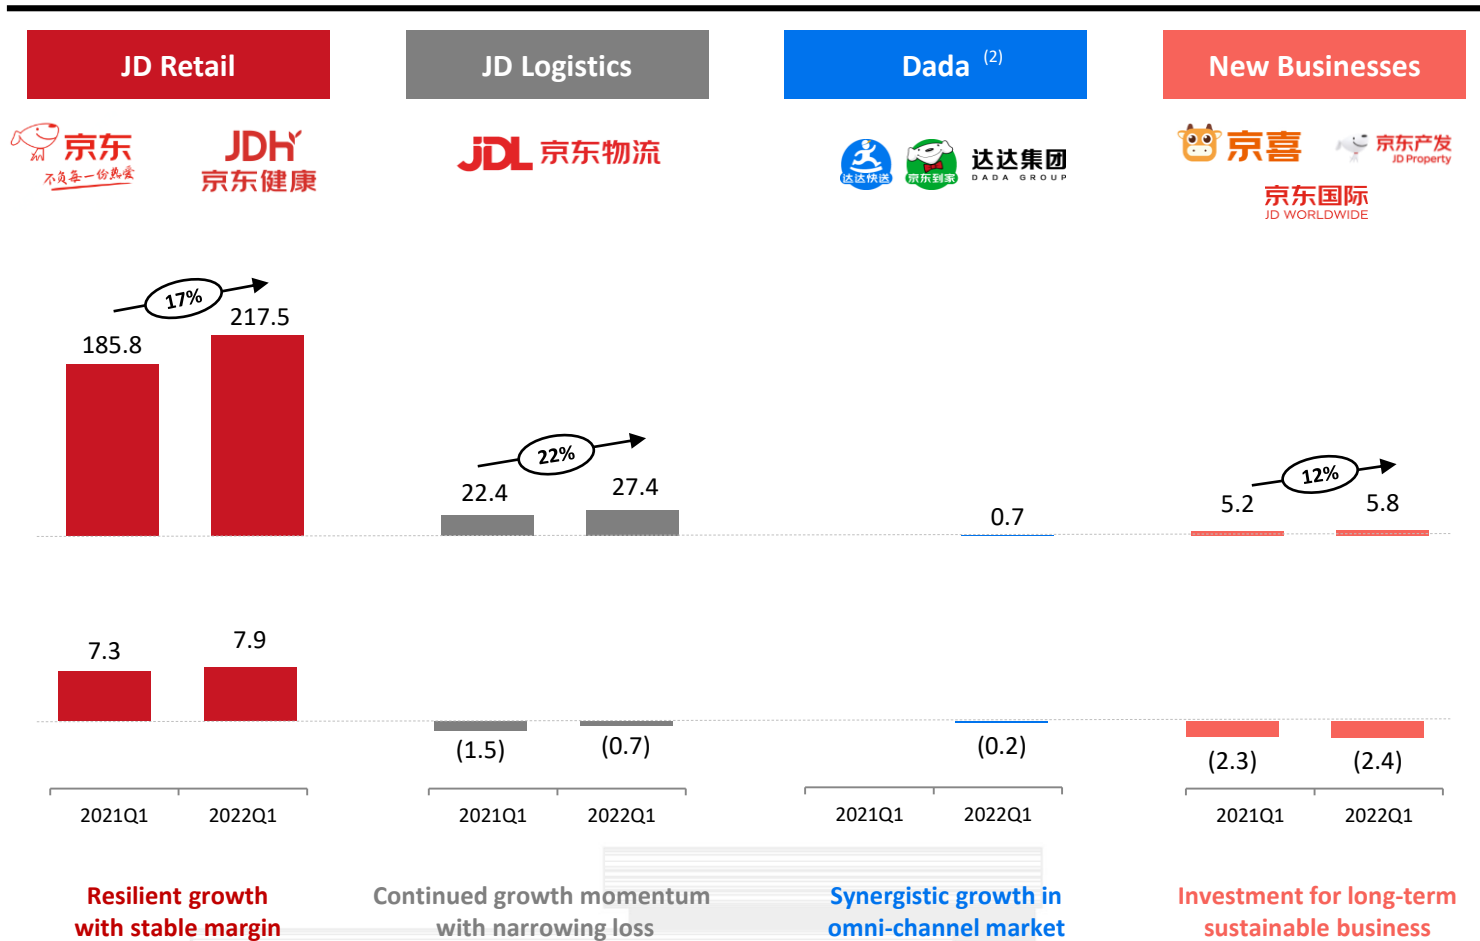 JD Retail
JD Logistics
Dada (2)
New Businesses
京东
不负每一份热爱
JDH
京东健康
JDL 京东物流
达达快送
京东到家
达达集团
DADA GROUP
京喜
京东产发
JD Property
京东国际
JD WORLDWIDE
17%
185.8
217.5
22%
22.4
27.4
0.7
12%
5.2
5.8
7.3
7.9
(1.5)
(0.7)
(0.2)
(2.3)
(2.4)
2021Q1
2022Q1
2021Q1
2022Q1
2021Q1
2022Q1
2021Q1
2022Q1
Resilient growth
with stable margin
Continued growth momentum
with narrowing loss
Synergistic growth in
omni-channel market
Investment for long-term
sustainable business